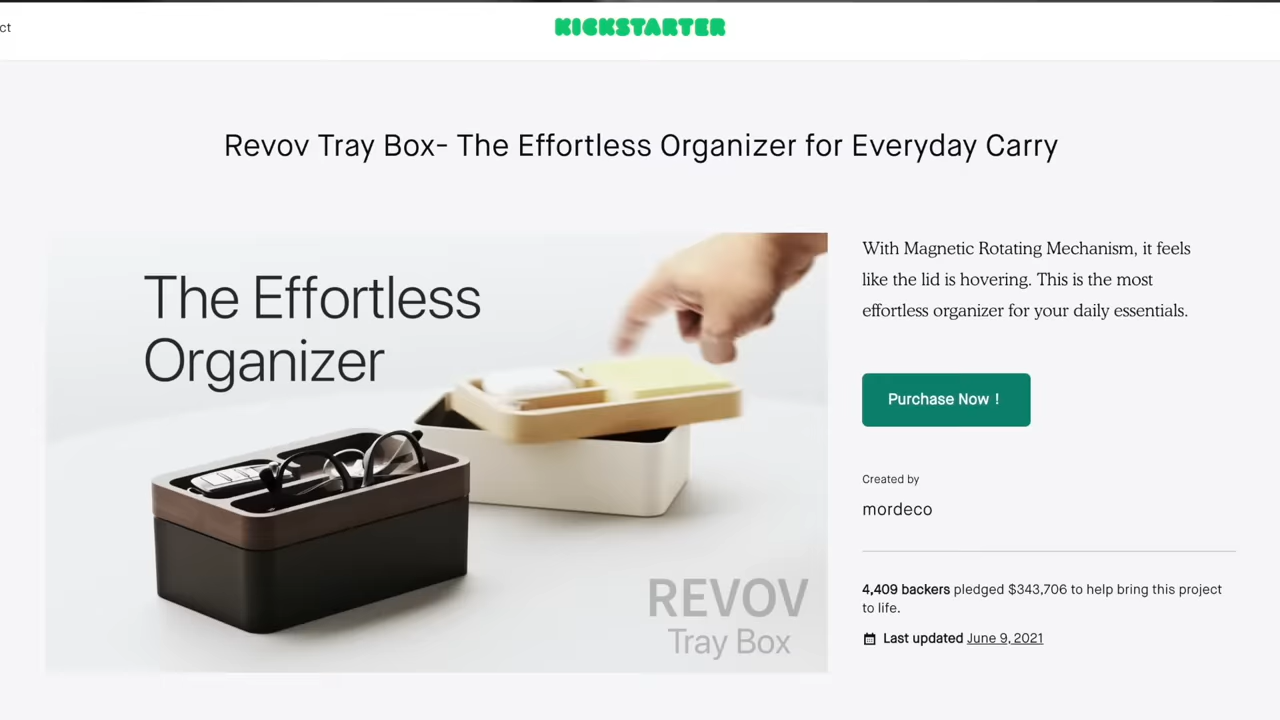 ct
KICKSTARTER
Revov Tray Box- The Effortless Organizer for Everyday Carry
The Effortless
Organizer
REVOV
Tray Box
With Magnetic Rotating Mechanism, it feels
like the lid is hovering. This is the most
effortless organizer for your daily essentials.
Purchase Now !
Created by
mordeco
4,409 backers pledged $343,706 to help bring this project
to life.
Last updated June 9, 2021